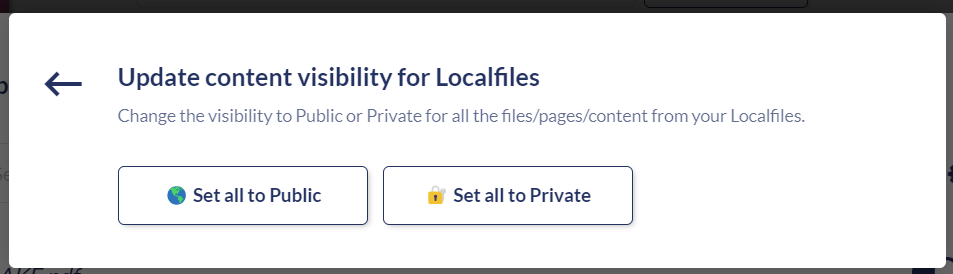 Update content visibility for Localfiles
Change the visibility to Public or Private for all the files/pages/content from your Localfiles.
Set all to Public
Set all to Private